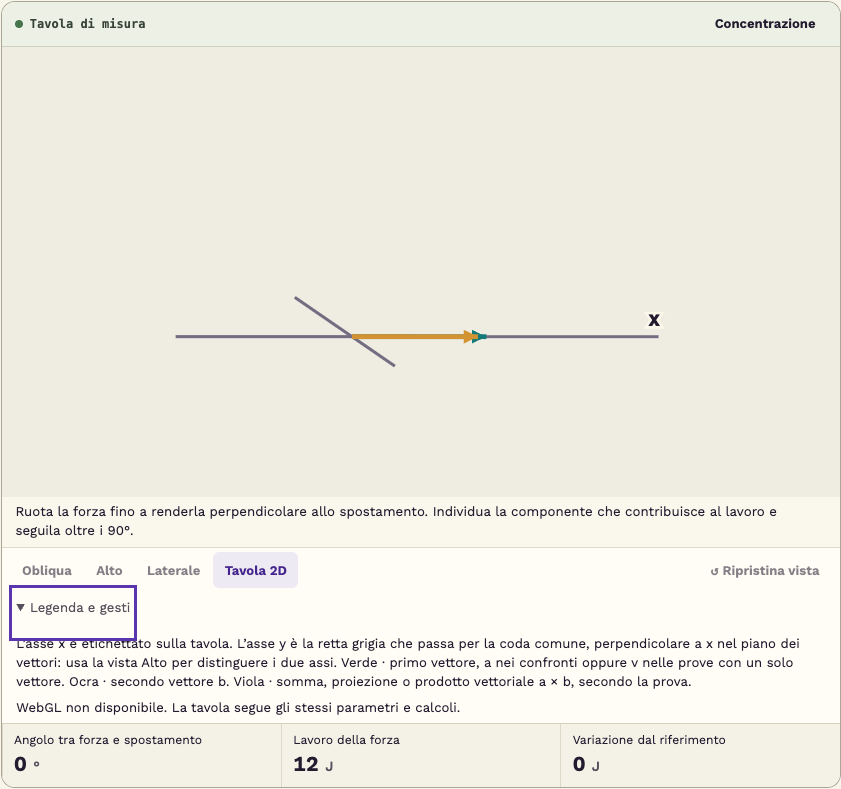 Tavola di misura
Concentrazione
X
Ruota la forza fino a renderla perpendicolare allo spostamento. Individua la componente che contribuisce al lavoro e
seguila oltre i 90°.
Obliqua Alto Laterale Tavola 2D ↺ Ripristina vista
▼ Legenda e gesti
L’asse x è etichettato sulla tavola. L’asse y è la retta grigia che passa per la coda comune, perpendicolare a x nel piano dei
vettori: usa la vista Alto per distinguere i due assi. Verde · primo vettore, a nei confronti oppure v nelle prove con un solo
vettore. Ocra · secondo vettore b. Viola · somma, proiezione o prodotto vettoriale a × b, secondo la prova.
WebGL non disponibile. La tavola segue gli stessi parametri e calcoli.
Angolo tra forza e spostamento
0 °
Lavoro della forza
12 J
Variazione dal riferimento
0 J